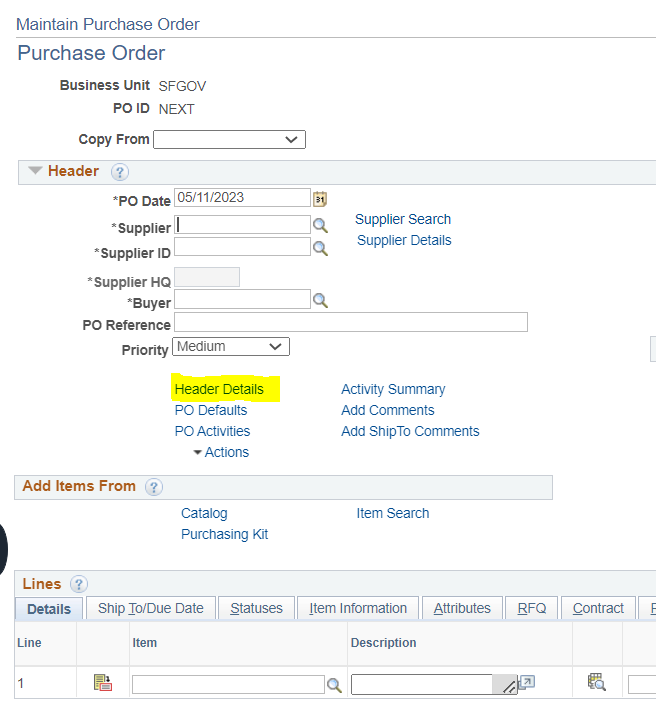 Maintain Purchase Order
Purchase Order
Business Unit SFGOV
PO ID NEXT
Copy From
Header ?
*PO Date 05/11/2023 31
*Supplier Supplier Search
*Supplier ID Supplier Details
*Supplier HQ
*Buyer
PO Reference
Priority Medium
Header Details Activity Summary
PO Defaults Add Comments
PO Activities Add ShipTo Comments
Actions
Add Items From ?
Catalog Item Search
Purchasing Kit
Lines ?
Details Ship To/Due Date Statuses Item Information Attributes RFQ Contract
Line Item Description
1